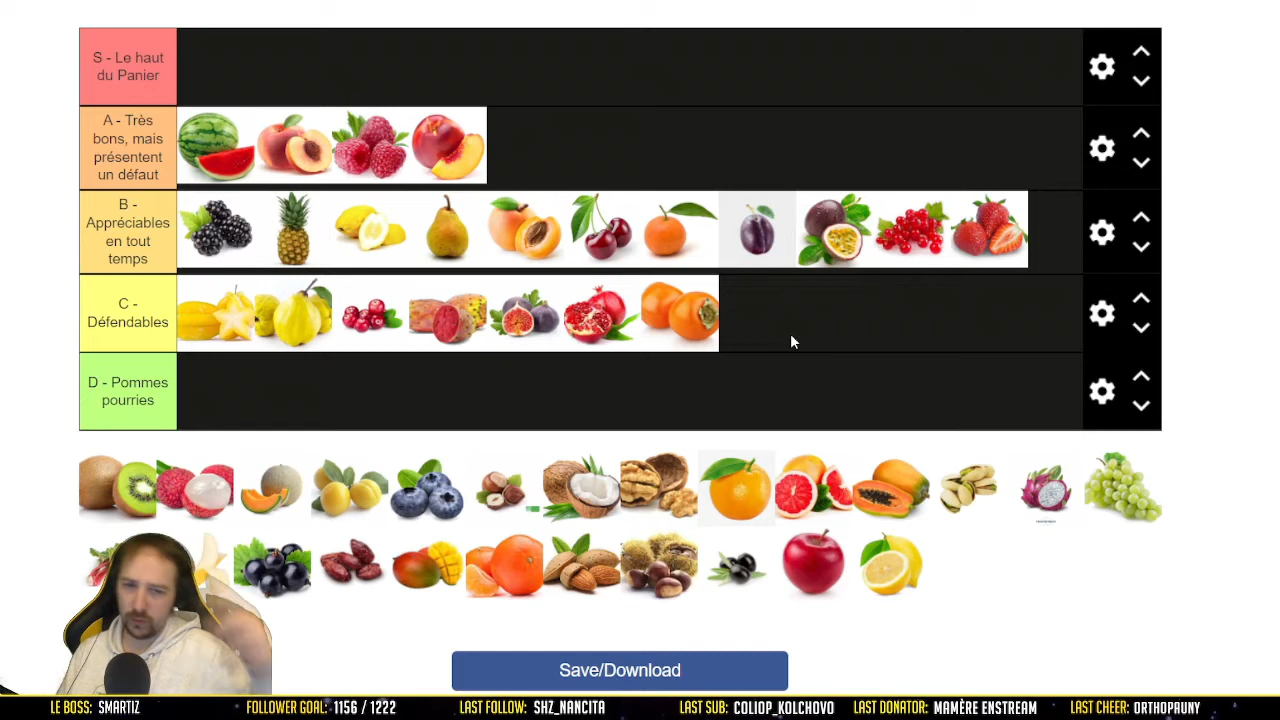 S - Le haut
du Panier
A - Très
bons, mais
présentent
un défaut
B -
Appréciables
en tout
temps
C -
Défendables
D - Pommes
pourries
Save/Download
LE BOSS: SMARTIZ
FOLLOWER GOAL: 1156 / 1222
LAST FOLLOW: SHZ_NANCITA
LAST SUB: COLIOP_KOLCHOVO
LAST DONATOR: MAMÈRE ENSTREAM
LAST CHEER: ORTHOPAUNY